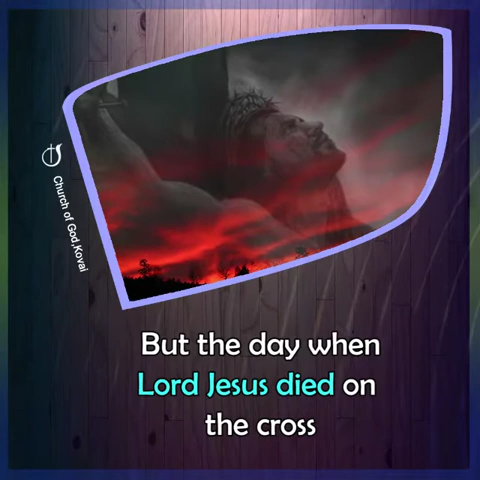 Church of God,Kovai
But the day when
Lord Jesus died on
the cross